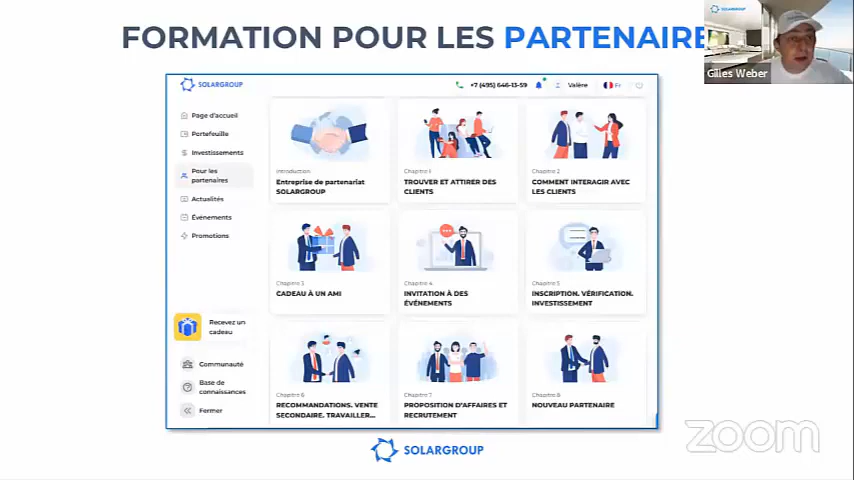 FORMATION POUR LES PARTENAIRE
SOLARGROUP
Gilles Weber
SOLARGROUP
+7 (495) 646-13-59
Valère
Fr
Page d'accueil
Portefeuille
Investissements
Pour les
partenaires
Actualités
Événements
Promotions
Recevez un
cadeau
Communauté
Base de
connaissances
Fermer
Introduction
Entreprise de partenariat
SOLARGROUP
Chapitre 1
TROUVER ET ATTIRER DES
CLIENTS
Chapitre 2
COMMENT INTERAGIR AVEC
LES CLIENTS
Chapitre 3
CADEAU À UN AMI
Chapitre 4
INVITATION À DES
ÉVÉNEMENTS
Chapitre 5
INSCRIPTION. VÉRIFICATION.
INVESTISSEMENT
Chapitre 6
RECOMMANDATIONS. VENTE
SECONDAIRE. TRAVAILLER...
Chapitre 7
PROPOSITION D'AFFAIRES ET
RECRUTEMENT
Chapitre 8
NOUVEAU PARTENAIRE
SOLARGROUP
zoom